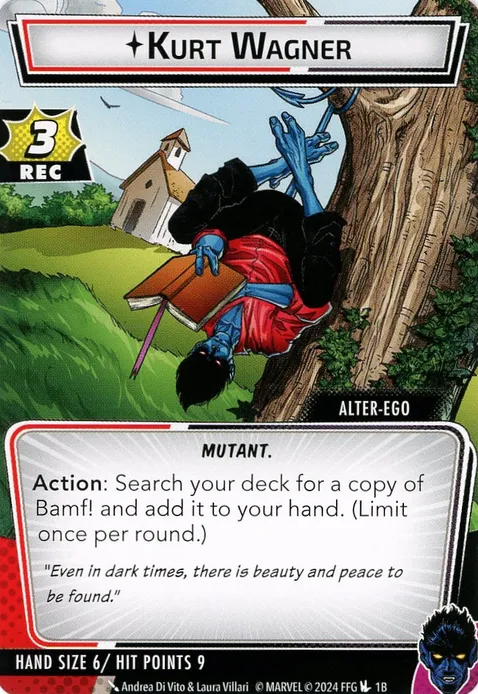 KURT WAGNER
3
REC
ALTER-EGO
MUTANT.
Action: Search your deck for a copy of
Bamf! and add it to your hand. (Limit
once per round.)
"Even in dark times, there is beauty and peace to
be found."
HAND SIZE 6/ HIT POINTS 9
Andrea Di Vito & Laura Villari © MARVEL © 2024 FFG 1B